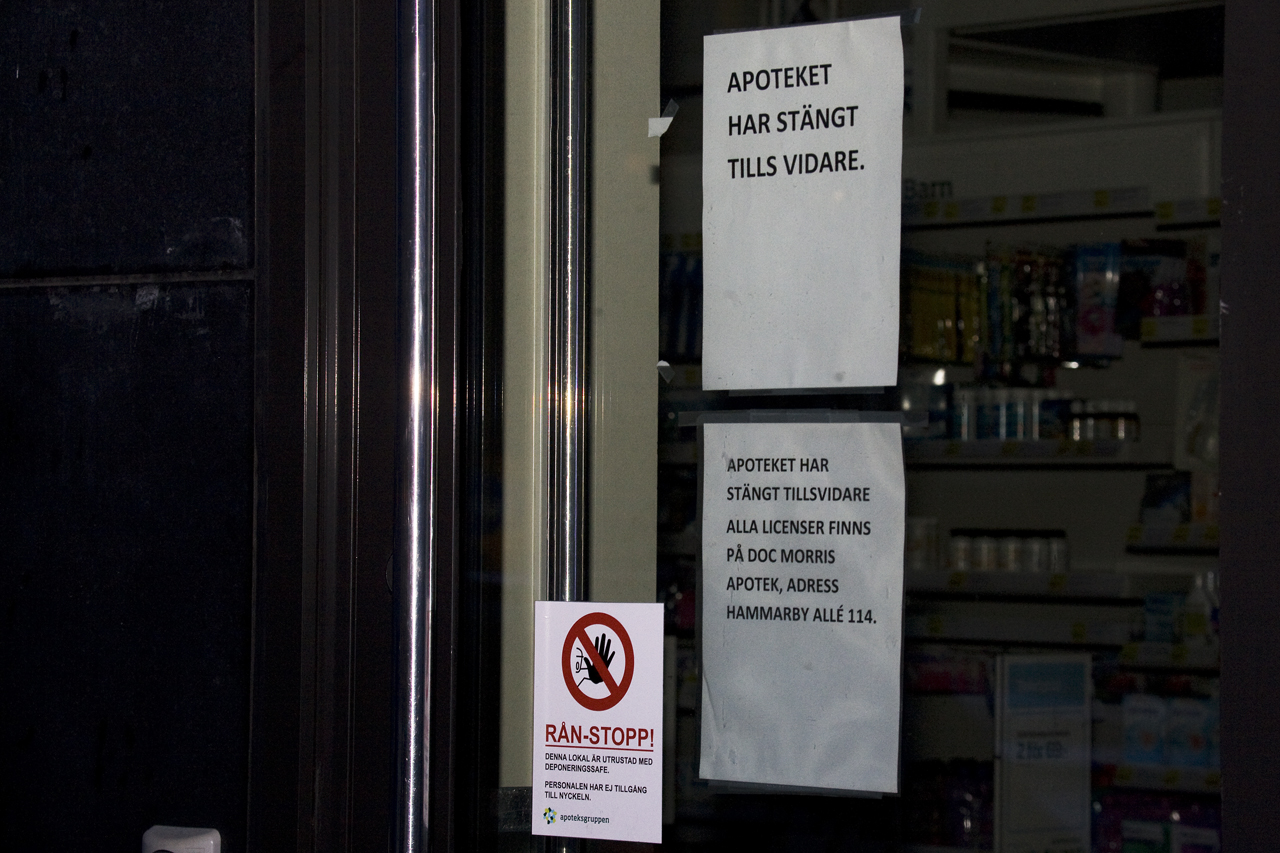 APOTEKET
HAR STÄNGT
TILLS VIDARE.
Barn
APOTEKET HAR
STÄNGT TILLSVIDARE
ALLA LICENSER FINNS
PÅ DOC MORRIS
APOTEK, ADRESS
HAMMARBY ALLÉ 114.
RÅN-STOPP!
DENNA LOKAL ÄR UTRUSTAD MED
DEPONERINGSSAFE.
PERSONALEN HAR EJ TILLGÅNG
TILL NYCKELN.
apoteksgruppen